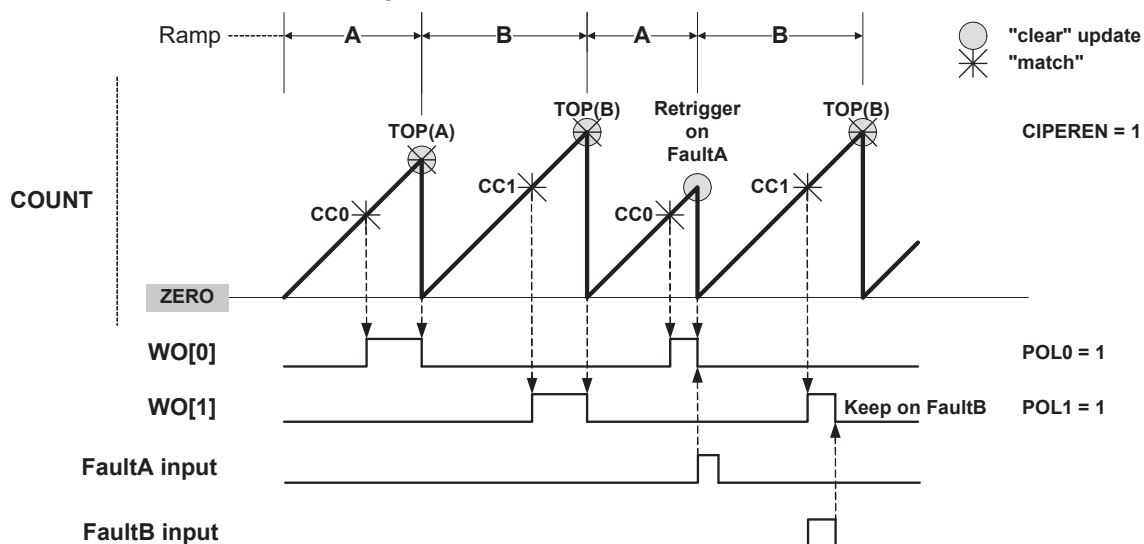 Ramp
A
B
A
B
"clear" update
"match"
TOP(A)
TOP(B)
Retrigger
on
FaultA
TOP(B)
CIPEREN = 1
COUNT
CC0
CC1
CC0
CC1
ZERO
WO[0]
POL0 = 1
WO[1]
Keep on FaultB
POL1 = 1
FaultA input
FaultB input